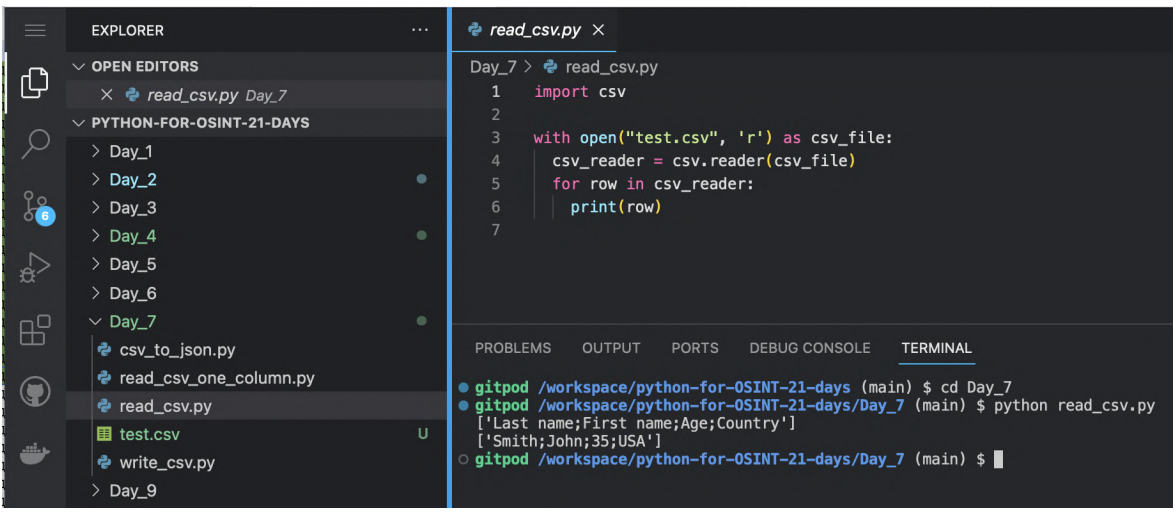 EXPLORER
...
OPEN EDITORS
read_csv.py Day_7
PYTHON-FOR-OSINT-21-DAYS
Day_1
Day_2
Day_3
Day_4
Day_5
Day_6
Day_7
csv_to_json.py
read_csv_one_column.py
read_csv.py
test.csv U
write_csv.py
Day_9
6
read_csv.py
Day_7 > read_csv.py
1 import csv
2
3 with open("test.csv", 'r') as csv_file:
4 csv_reader = csv.reader(csv_file)
5 for row in csv_reader:
6 print(row)
7
PROBLEMS OUTPUT PORTS DEBUG CONSOLE TERMINAL
gitpod /workspace/python-for-OSINT-21-days (main) $ cd Day_7
gitpod /workspace/python-for-OSINT-21-days/Day_7 (main) $ python read_csv.py
['Last name;First name;Age;Country']
['Smith;John;35;USA']
gitpod /workspace/python-for-OSINT-21-days/Day_7 (main) $